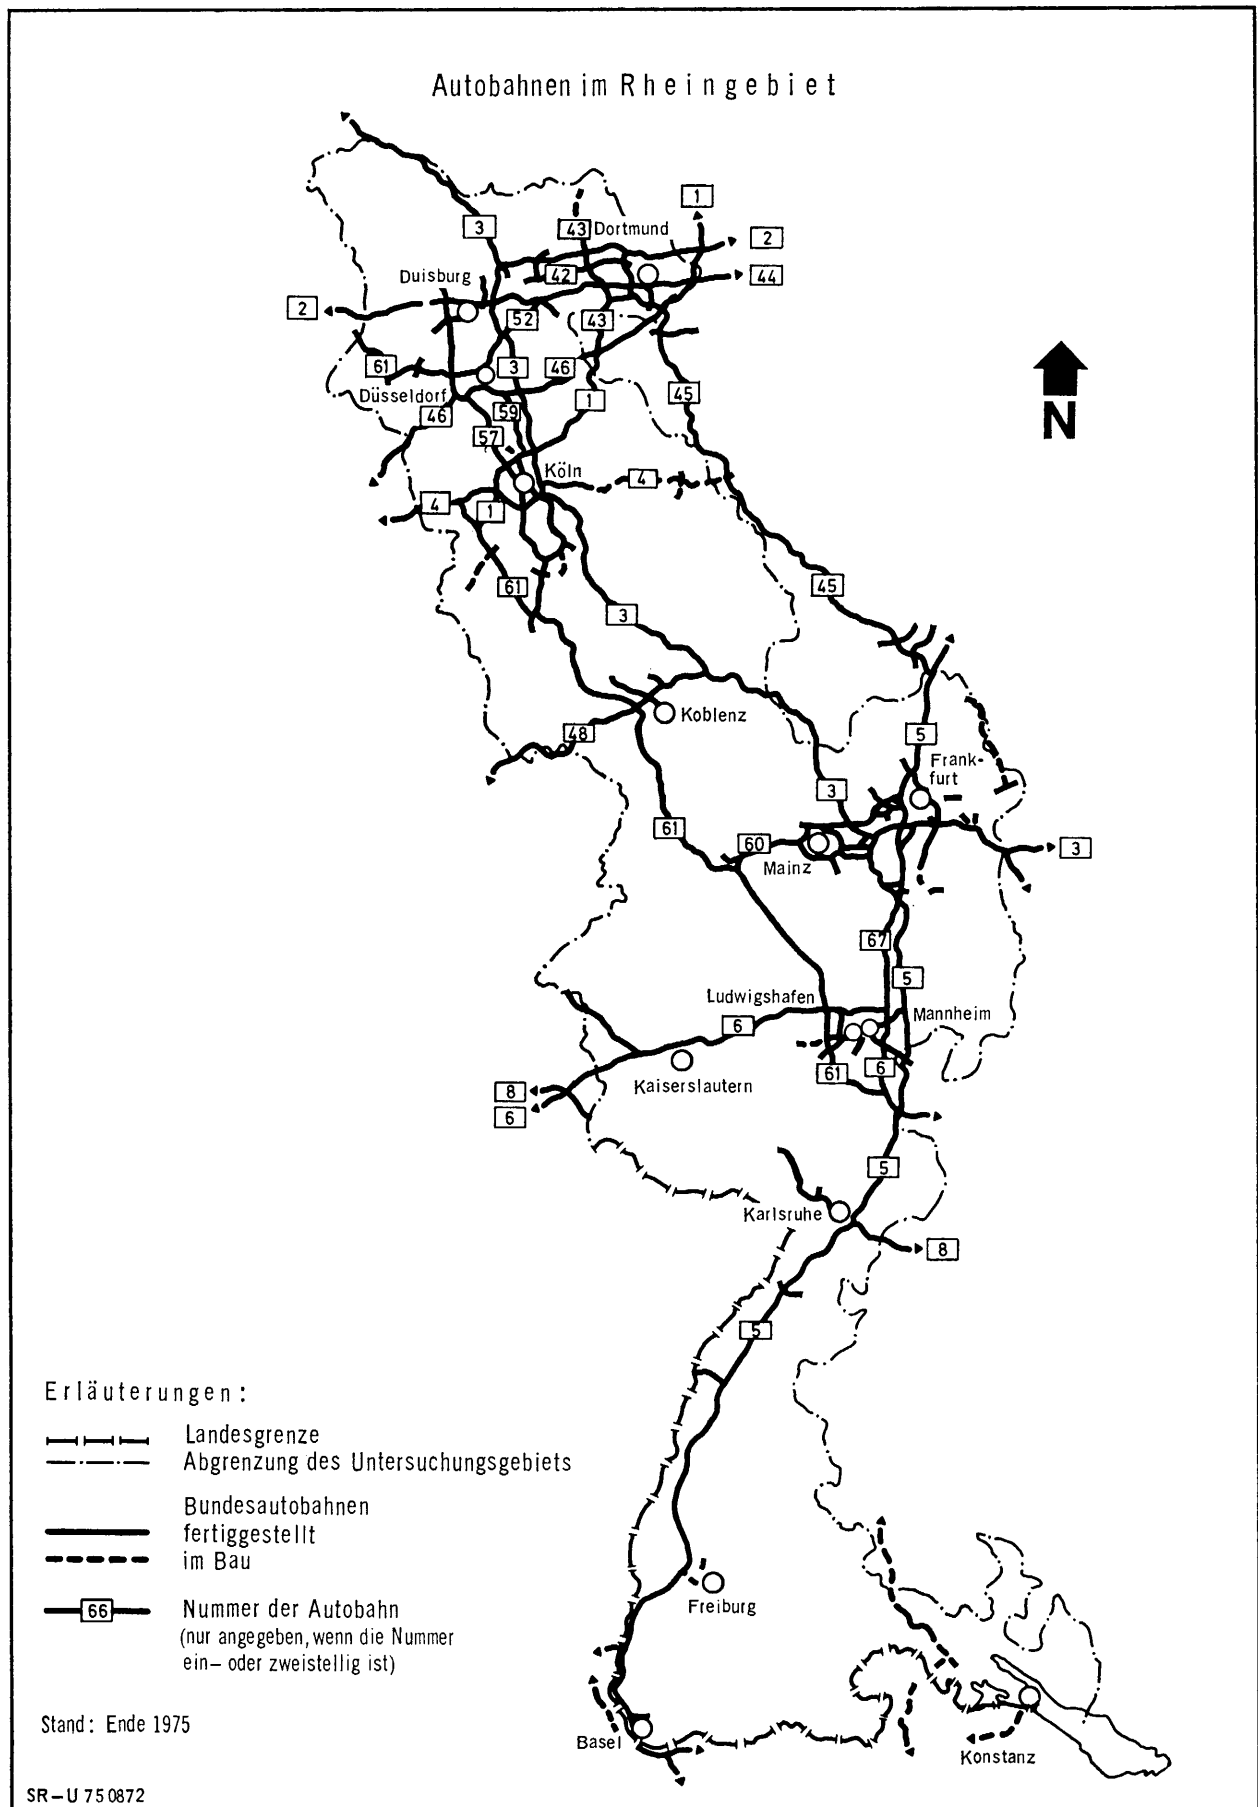 Autobahnen im Rheingebiet
1
3
43 Dortmund
2
Duisburg
42
44
2
52
43
61
3
46
Düsseldorf
46
59
1
45
57
Köln
4
4
1
61
45
3
Koblenz
48
5
Frank-
furt
3
61
60
3
Mainz
67
5
Ludwigshafen
Mannheim
6
Kaiserslautern
61
6
8
6
5
Karlsruhe
8
5
Erläuterungen:
Landesgrenze
Abgrenzung des Untersuchungsgebiets
Bundesautobahnen
fertiggestellt
im Bau
66
Nummer der Autobahn
(nur angegeben, wenn die Nummer
ein- oder zweistellig ist)
Freiburg
Basel
Konstanz
Stand: Ende 1975
SR-U 750872
N